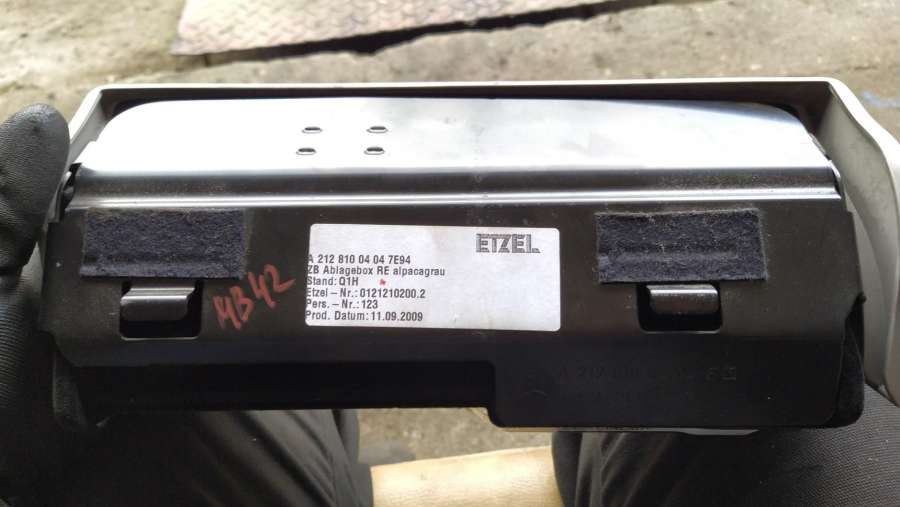 ETZEL
A 212 810 04 04 7E94
ZB Ablagebox RE alpacagrau
Stand: Q1H
Etzel - Nr.: 0121210200.2
Pers. - Nr.: 123
Prod. Datum: 11.09.2009
MB42
A 212